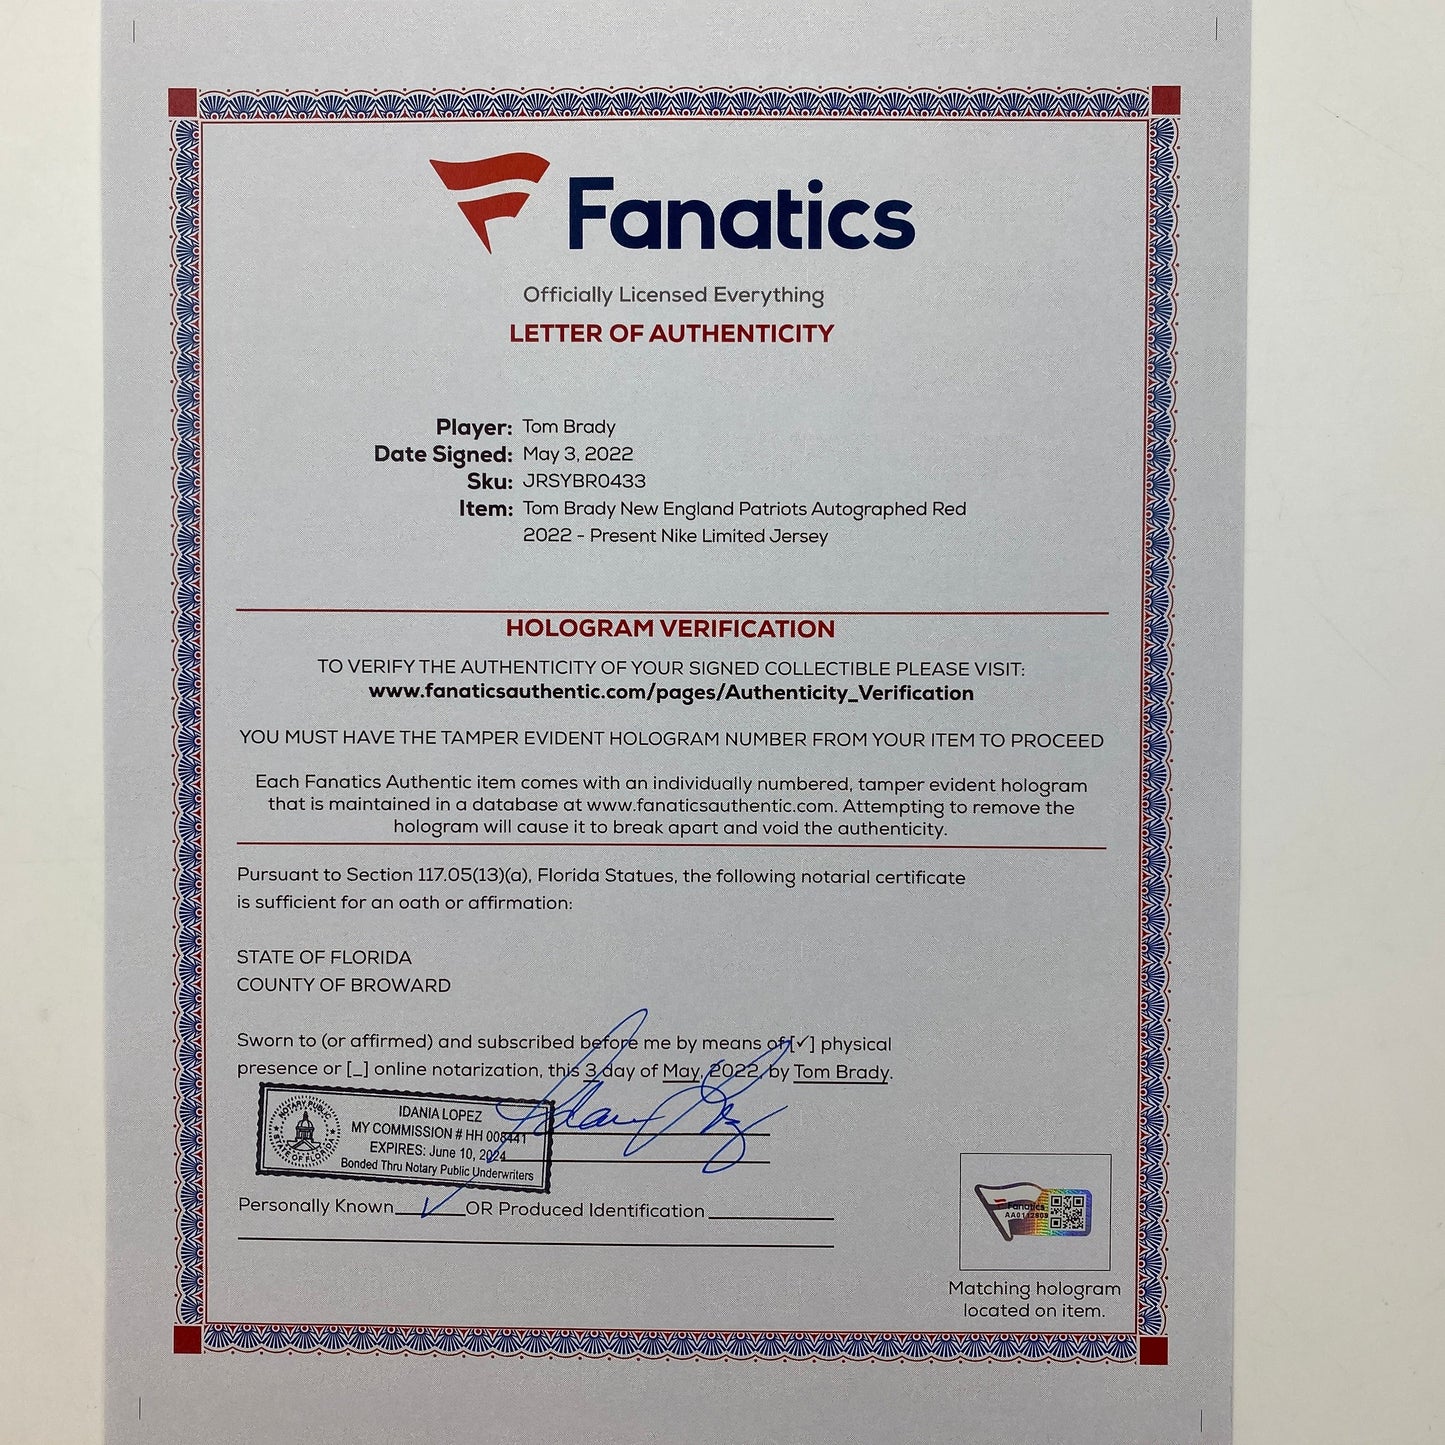 Fanatics
Officially Licensed Everything
LETTER OF AUTHENTICITY
Player: Tom Brady
Date Signed: May 3, 2022
Sku: JRSYBR0433
Item: Tom Brady New England Patriots Autographed Red
2022 - Present Nike Limited Jersey
HOLOGRAM VERIFICATION
TO VERIFY THE AUTHENTICITY OF YOUR SIGNED COLLECTIBLE PLEASE VISIT:
www.fanaticsauthentic.com/pages/Authenticity_Verification
YOU MUST HAVE THE TAMPER EVIDENT HOLOGRAM NUMBER FROM YOUR ITEM TO PROCEED
Each Fanatics Authentic item comes with an individually numbered, tamper evident hologram
that is maintained in a database at www.fanaticsauthentic.com. Attempting to remove the
hologram will cause it to break apart and void the authenticity.
Pursuant to Section 117.05(13)(a), Florida Statues, the following notarial certificate
is sufficient for an oath or affirmation:
STATE OF FLORIDA
COUNTY OF BROWARD
Sworn to (or affirmed) and subscribed before me by means of [✓] physical
presence or [_] online notarization, this 3 day of May, 2022, by Tom Brady.
NOTARY PUBLIC
STATE OF FLORIDA
IDANIA LOPEZ
MY COMMISSION # HH 008441
EXPIRES: June 10, 2024
Bonded Thru Notary Public Underwriters
Personally Known ✓ OR Produced Identification
Fanatics
Matching hologram
located on item.